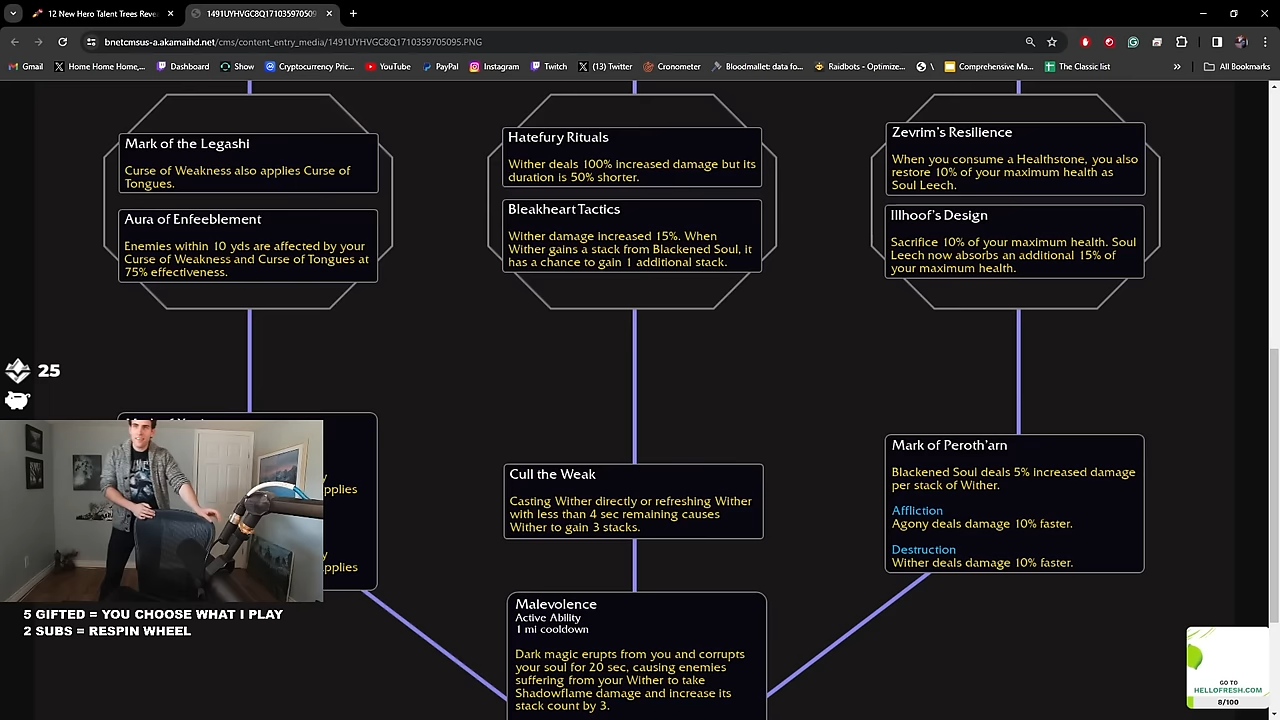 12 New Hero Talent Trees Reve
1491UYHVGC8Q1710359705095
bnetcmsus-a.akamaihd.net/cms/content_entry_media/1491UYHVGC8Q1710359705095.PNG
Gmail
Home Home Home,...
Dashboard
Show
Cryptocurrency Pric...
YouTube
PayPal
Instagram
Twitch
(13) Twitter
Cronometer
Bloodmallet: data fo...
Raidbots - Optimize...
\
Comprehensive Ma...
The Classic list
»
All Bookmarks
Mark of the Legashi
Curse of Weakness also applies Curse of
Tongues.
Aura of Enfeeblement
Enemies within 10 yds are affected by your
Curse of Weakness and Curse of Tongues at
75% effectiveness.
Hatefury Rituals
Wither deals 100% increased damage but its
duration is 50% shorter.
Bleakheart Tactics
Wither damage increased 15%. When
Wither gains a stack from Blackened Soul, it
has a chance to gain 1 additional stack.
Zevrim's Resilience
When you consume a Healthstone, you also
restore 10% of your maximum health as
Soul Leech.
Illhoof's Design
Sacrifice 10% of your maximum health. Soul
Leech now absorbs an additional 15% of
your maximum health.
25
applies
applies
Cull the Weak
Casting Wither directly or refreshing Wither
with less than 4 sec remaining causes
Wither to gain 3 stacks.
Mark of Peroth'arn
Blackened Soul deals 5% increased damage
per stack of Wither.
Affliction
Agony deals damage 10% faster.
Destruction
Wither deals damage 10% faster.
Malevolence
Active Ability
1 mi cooldown
Dark magic erupts from you and corrupts
your soul for 20 sec, causing enemies
suffering from your Wither to take
Shadowflame damage and increase its
stack count by 3.
5 GIFTED = YOU CHOOSE WHAT I PLAY
2 SUBS = RESPIN WHEEL
GO TO
HELLOFRESH.COM
8/100